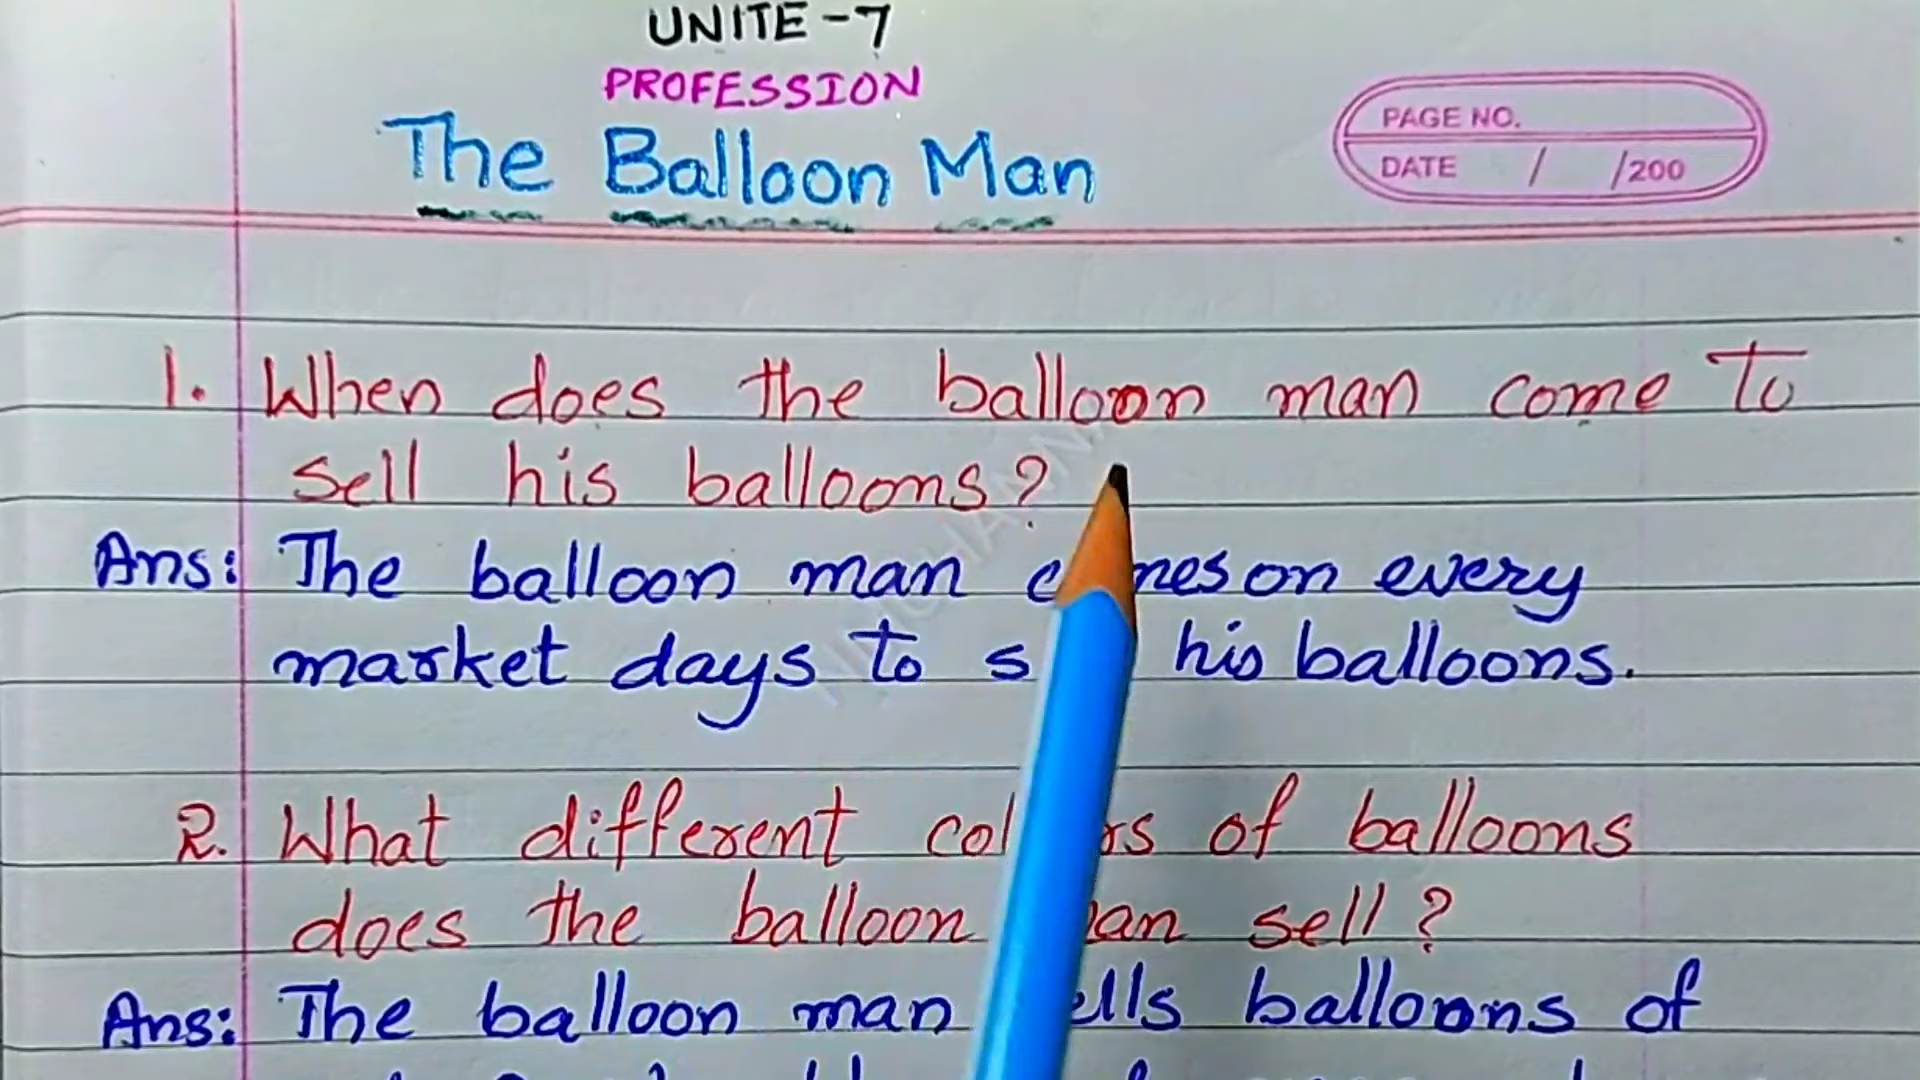 UNITE-7
PROFESSION
The Balloon Man
PAGE NO.
DATE / /200
1. When does the balloon man come to
sell his balloons?
Ans: The balloon man on every
market days to his balloons.
2. What different of balloons
does the balloon sell?
Ans: The balloon man balloons of